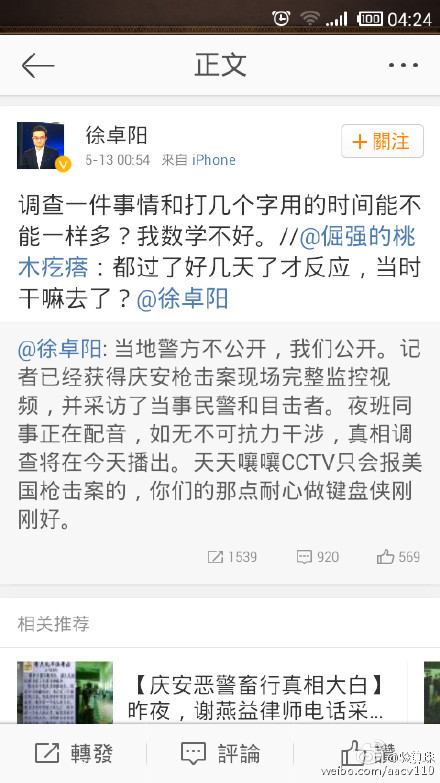 100 04:24
正文
徐卓阳
+關注
5-13 00:54 來自 iPhone
调查一件事情和打几个字用的时间能不
能一样多？我数学不好。//@倔强的桃
木疙瘩：都过了好几天了才反应，当时
干嘛去了？@徐卓阳
@徐卓阳: 当地警方不公开，我们公开。记
者已经获得庆安枪击案现场完整监控视
频，并采访了当事民警和目击者。夜班同
事正在配音，如无不可抗力干涉，真相调
查将在今天播出。天天嚷嚷CCTV只会报美
国枪击案的，你们的那点耐心做键盘侠刚
刚好。
1539 920 569
相关推荐
【庆安恶警畜行真相大白】
昨夜，谢燕益律师电话采...
轉發 評論 讚
weibo.com/aacv110